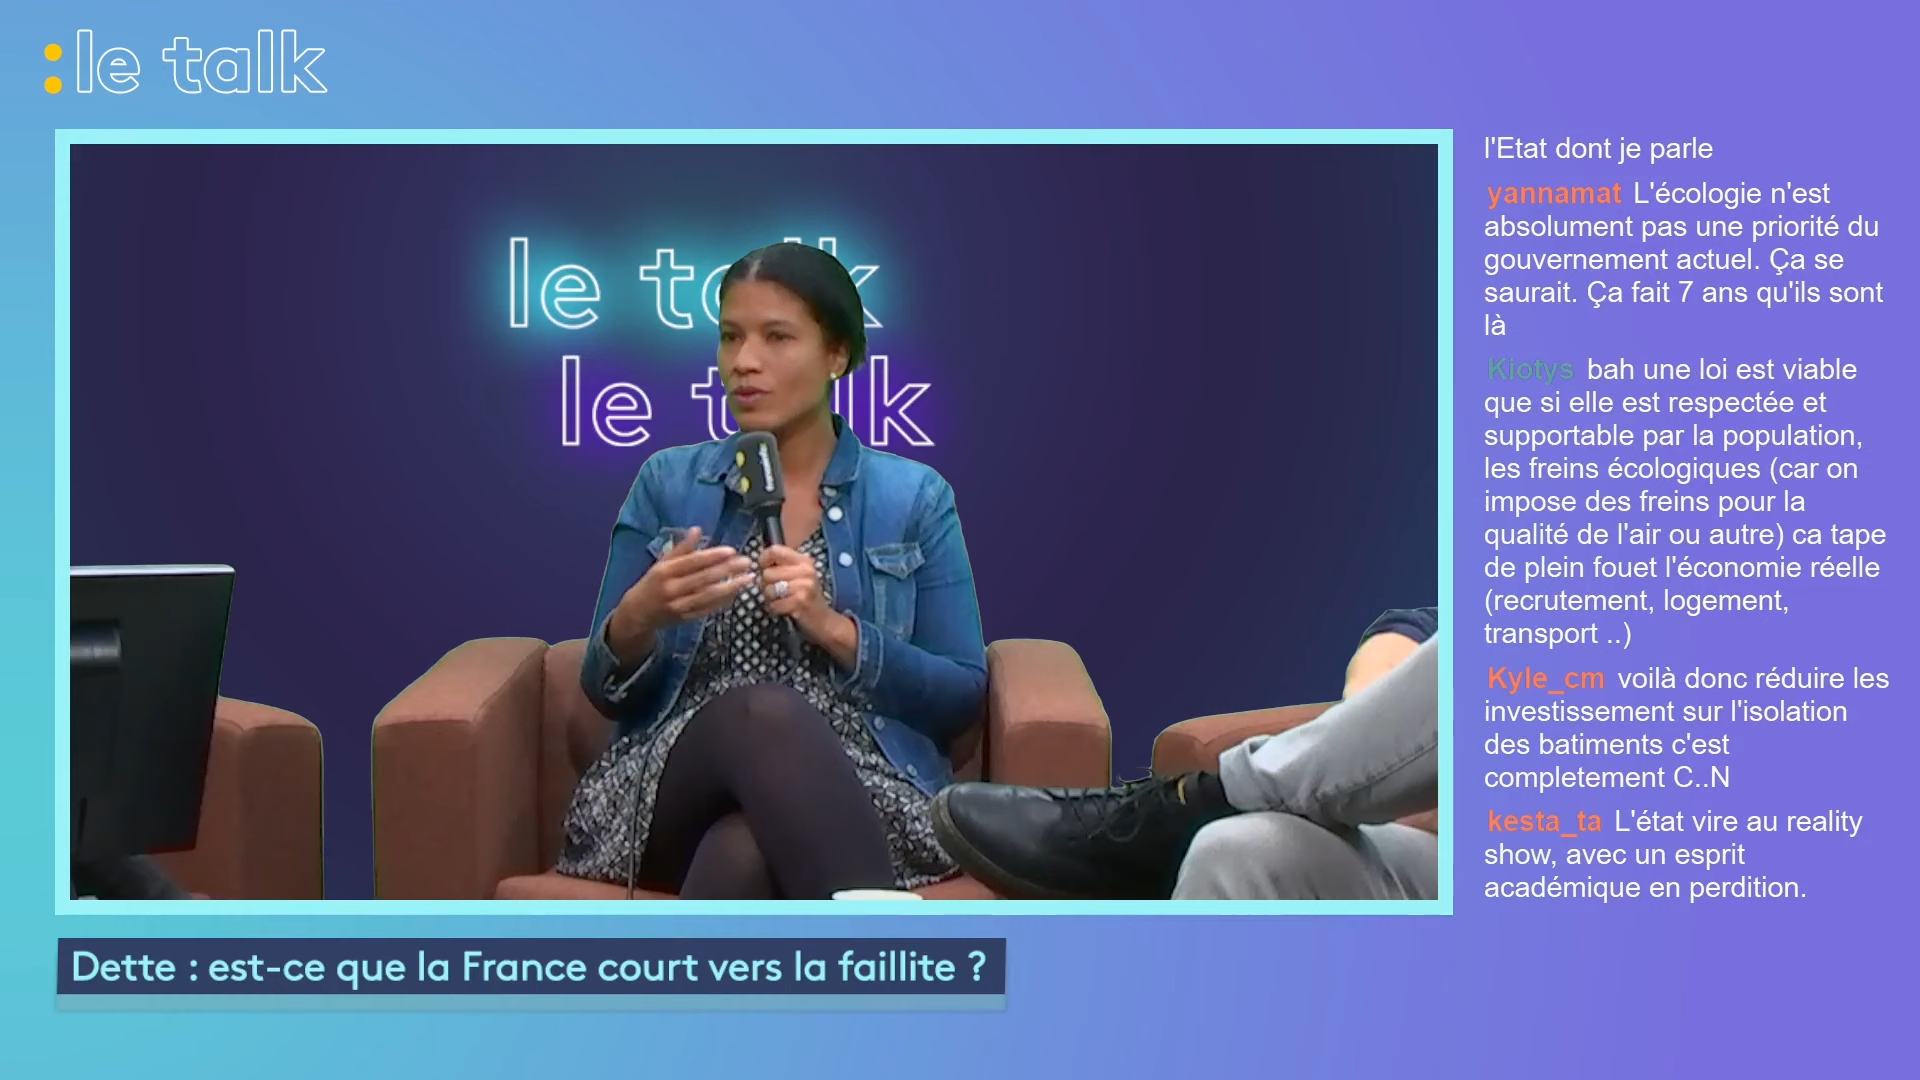 :le talk
le talk
le talk
l'Etat dont je parle
yannamat L'écologie n'est
absolument pas une priorité du
gouvernement actuel. Ça se
saurait. Ça fait 7 ans qu'ils sont
là
Kiotys bah une loi est viable
que si elle est respectée et
supportable par la population,
les freins écologiques (car on
impose des freins pour la
qualité de l'air ou autre) ca tape
de plein fouet l'économie réelle
(recrutement, logement,
transport ..)
Kyle_cm voilà donc réduire les
investissement sur l'isolation
des batiments c'est
completement C..N
kesta_ta L'état vire au reality
show, avec un esprit
académique en perdition.
Dette : est-ce que la France court vers la faillite ?